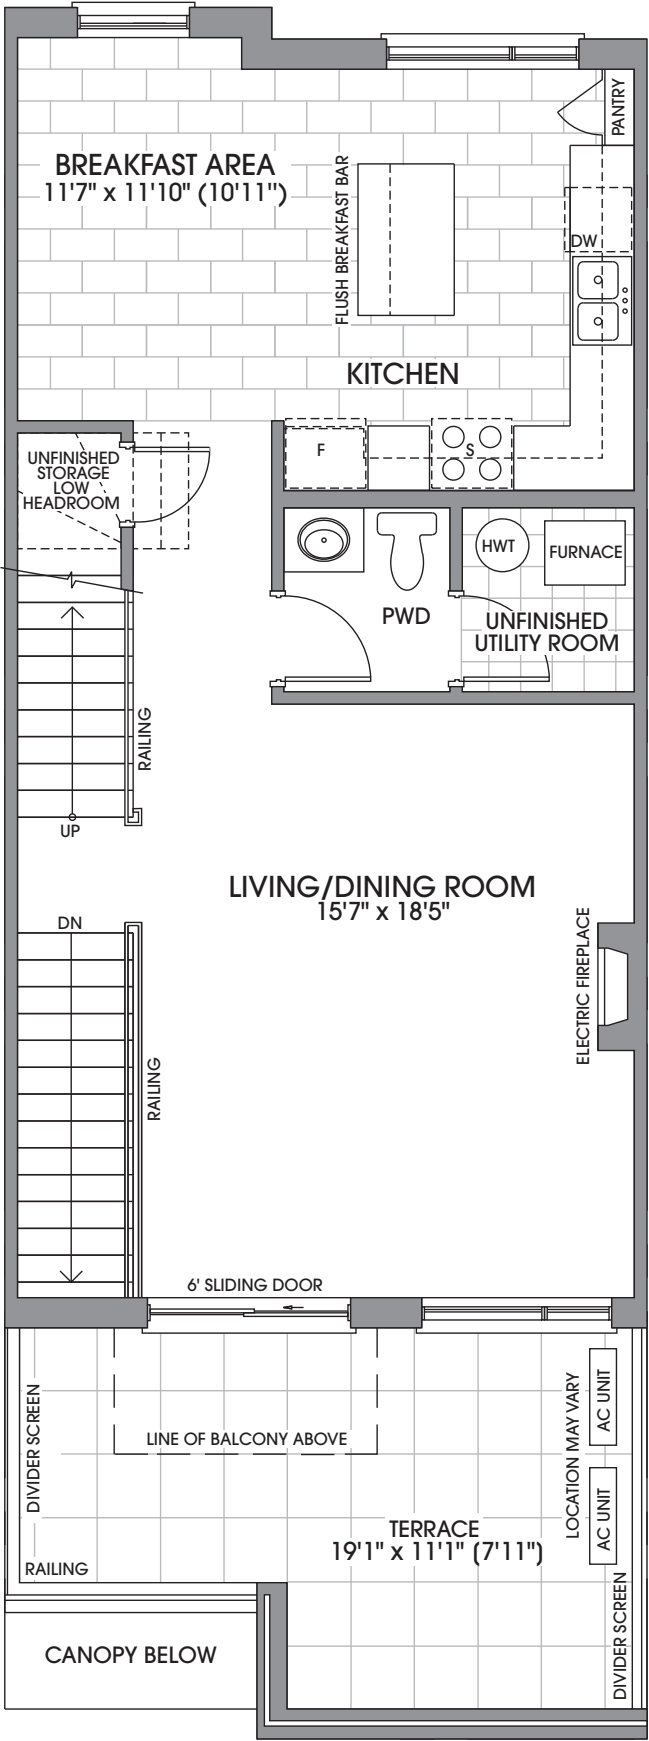 PANTRY
BREAKFAST AREA
11'7" x 11'10" (10'11")
FLUSH BREAKFAST BAR
DW
KITCHEN
F
S
UNFINISHED
STORAGE
LOW
HEADROOM
HWT
FURNACE
PWD
UNFINISHED
UTILITY ROOM
RAILING
UP
LIVING/DINING ROOM
15'7" x 18'5"
DN
ELECTRIC FIREPLACE
RAILING
6' SLIDING DOOR
DIVIDER SCREEN
LINE OF BALCONY ABOVE
LOCATION MAY VARY
AC UNIT
AC UNIT
TERRACE
19'1" x 11'1" (7'11")
RAILING
DIVIDER SCREEN
CANOPY BELOW